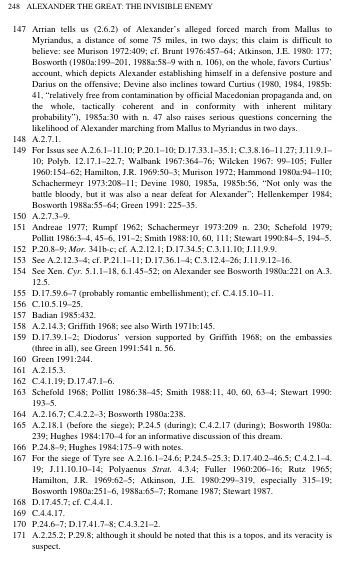 248 ALEXANDER THE GREAT: THE INVISIBLE ENEMY
147 Arrian tells us (2.6.2) of Alexander's alleged forced march from Mallus to
Myriandus, a distance of some 75 miles, in two days; this claim is difficult to
believe: see Murison 1972:409; cf. Brunt 1976:457–64; Atkinson, J.E. 1980: 177;
Bosworth (1980a:199–201, 1988a:58–9 with n. 106), on the whole, favors Curtius'
account, which depicts Alexander establishing himself in a defensive posture and
Darius on the offensive; Devine also inclines toward Curtius (1980, 1984, 1985b:
41, "(relatively free from contamination by official Macedonian propaganda and, on
the whole, tactically coherent and in conformity with inherent military
probability"), 1985a:30 with n. 47 also raises serious questions concerning the
likelihood of Alexander marching from Mallus to Myriandus in two days.
148 A.2.7.1.
149 For Issus see A.2.6.1–11.10; P.20.1–10; D.17.33.1–35.1; C.3.8.16–11.27; J.11.9.1–
10; Polyb. 12.17.1–22.7; Walbank 1967:364–76; Wilcken 1967: 99–105; Fuller
1960:154–62; Hamilton, J.R. 1969:50–3; Murison 1972; Hammond 1980a:94–110;
Schachermeyr 1973:208–11; Devine 1980, 1985a, 1985b:56, "Not only was the
battle bloody, but it was also a near defeat for Alexander"; Hellenkemper 1984;
Bosworth 1988a:55–64; Green 1991: 225–35.
150 A.2.7.3–9.
151 Andreae 1977; Rumpf 1962; Schachermeyr 1973:209 n. 230; Schefold 1979;
Pollitt 1986:3–4, 45–6, 191–2; Smith 1988:10, 60, 111; Stewart 1990:84–5, 194–5.
152 P.20.8–9; Mor. 341b-c; cf. A.2.12.1; D.17.34.5; C.3.11.10; J.11.9.9.
153 See A.2.12.3–4; cf. P.21.1–11; D.17.36.1–4; C.3.12.4–26; J.11.9.12–16.
154 See Xen. Cyr. 5.1.1–18, 6.1.45–52; on Alexander see Bosworth 1980a:221 on A.3.
12.5.
155 D.17.59.6–7 (probably romantic embellishment); cf. C.4.15.10–11.
156 C.10.5.19–25.
157 Badian 1985:432.
158 A.2.14.3; Griffith 1968; see also Wirth 1971b:145.
159 D.17.39.1–2; Diodorus' version supported by Griffith 1968; on the embassies
(three in all), see Green 1991:541 n. 56.
160 Green 1991:244.
161 A.2.15.3.
162 C.4.1.19; D.17.47.1–6.
163 Schefold 1968; Pollitt 1986:38–45; Smith 1988:11, 40, 60, 63–4; Stewart 1990:
193–5.
164 A.2.16.7; C.4.2.2–3; Bosworth 1980a:238.
165 A.2.18.1 (before the siege); P.24.5 (during); C.4.2.17 (during); Bosworth 1980a:
239; Hughes 1984:170–4 for an informative discussion of this dream.
166 P.24.8–9; Hughes 1984:175–9 with notes.
167 For the siege of Tyre see A.2.16.1–24.6; P.24.5–25.3; D.17.40.2–46.5; C.4.2.1–4.
19; J.11.10.10–14; Polyaenus Strat. 4.3.4; Fuller 1960:206–16; Rutz 1965;
Hamilton, J.R. 1969:62–5; Atkinson, J.E. 1980:299–319, especially 315–19;
Bosworth 1980a:251–6, 1988a:65–7; Romane 1987; Stewart 1987.
168 D.17.45.7; cf. C.4.4.1.
169 C.4.4.17.
170 P.24.6–7; D.17.41.7–8; C.4.3.21–2.
171 A.2.25.2; P.29.8; although it should be noted that this is a topos, and its veracity is
suspect.